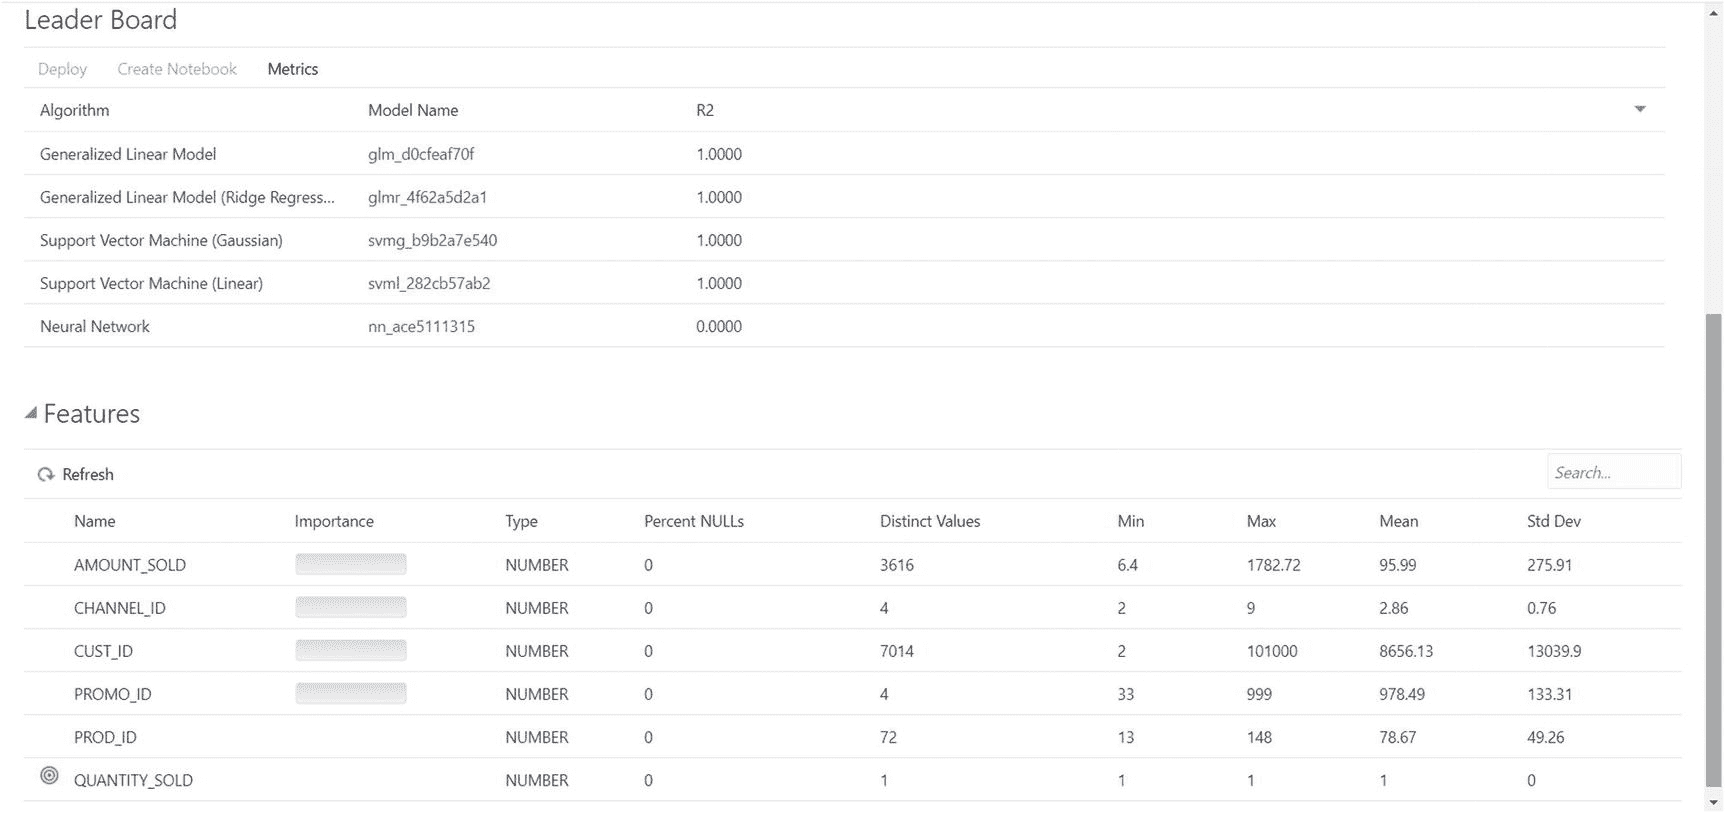 Leader Board
Deploy Create Notebook Metrics
Algorithm Model Name R2
Generalized Linear Model glm_d0cfeaf70f 1.0000
Generalized Linear Model (Ridge Regress... glmr_4f62a5d2a1 1.0000
Support Vector Machine (Gaussian) svmg_b9b2a7e540 1.0000
Support Vector Machine (Linear) svml_282cb57ab2 1.0000
Neural Network nn_ace5111315 0.0000
Features
Refresh Search...
Name Importance Type Percent NULLs Distinct Values Min Max Mean Std Dev
AMOUNT_SOLD NUMBER 0 3616 6.4 1782.72 95.99 275.91
CHANNEL_ID NUMBER 0 4 2 9 2.86 0.76
CUST_ID NUMBER 0 7014 2 101000 8656.13 13039.9
PROMO_ID NUMBER 0 4 33 999 978.49 133.31
PROD_ID NUMBER 0 72 13 148 78.67 49.26
QUANTITY_SOLD NUMBER 0 1 1 1 1 0